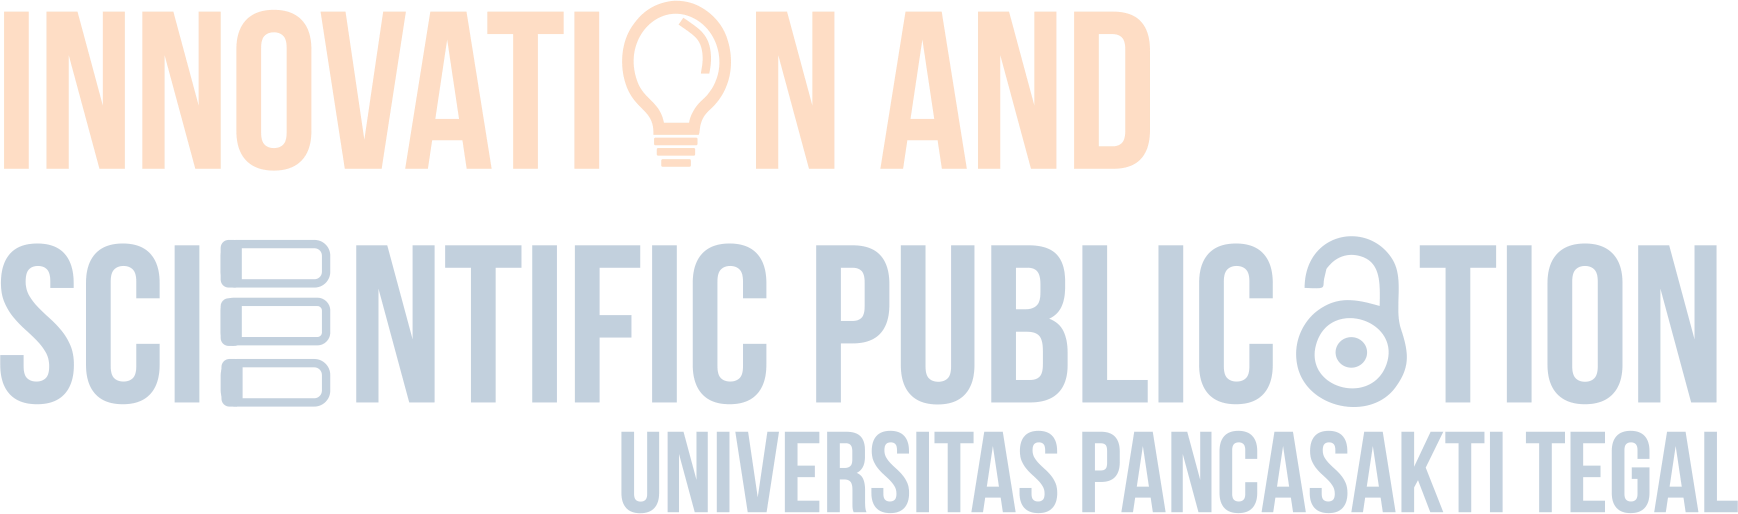 INNOVATION AND
SCIENTIFIC PUBLICATION
UNIVERSITAS PANCASAKTI TEGAL